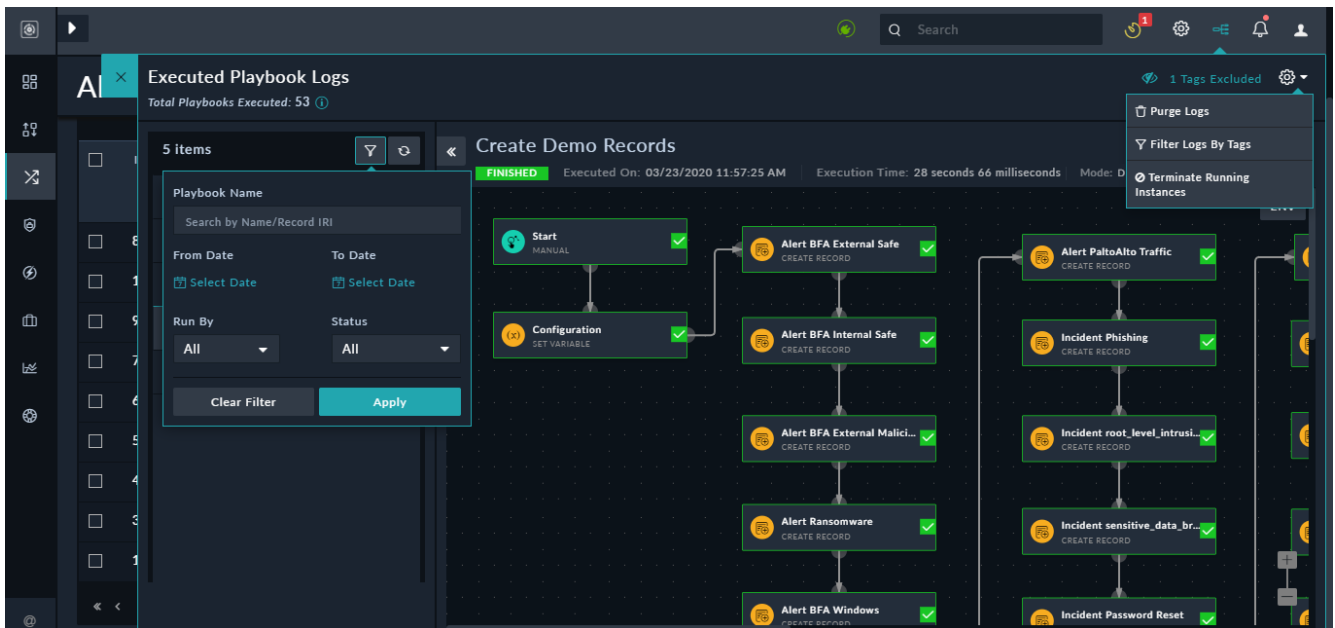 Search
1
Al
Executed Playbook Logs
Total Playbooks Executed: 53
1 Tags Excluded
Purge Logs
Filter Logs By Tags
Terminate Running
Instances
5 items
Playbook Name
Search by Name/Record IRI
From Date
To Date
Select Date
Select Date
Run By
Status
All
All
Clear Filter
Apply
Create Demo Records
FINISHED
Executed On: 03/23/2020 11:57:25 AM
Execution Time: 28 seconds 66 milliseconds
Mode: D
Start
MANUAL
Configuration
SET VARIABLE
Alert BFA External Safe
CREATE RECORD
Alert BFA Internal Safe
CREATE RECORD
Alert BFA External Malici...
CREATE RECORD
Alert Ransomware
CREATE RECORD
Alert BFA Windows
CREATE RECORD
Alert PaltoAlto Traffic
CREATE RECORD
Incident Phishing
CREATE RECORD
Incident root_level_intrusi...
CREATE RECORD
Incident sensitive_data_br...
CREATE RECORD
Incident Password Reset